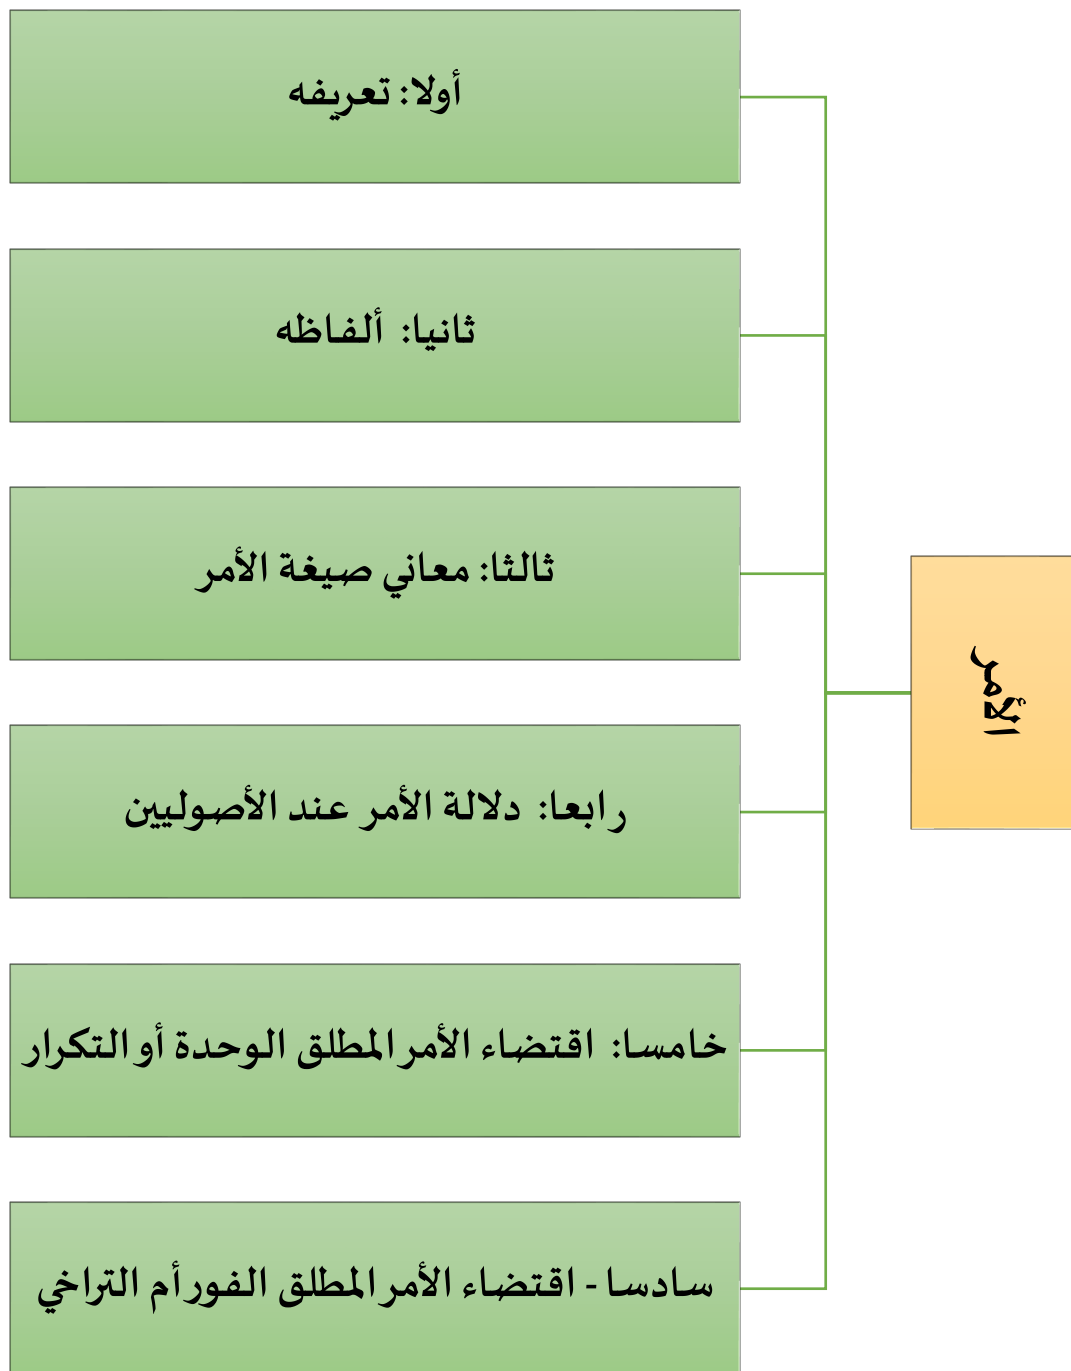 الأمر
أولا: تعريفه
ثانيا: ألفاظه
ثالثا: معاني صيغة الأمر
رابعا: دلالة الأمر عند الأصوليين
خامسا: اقتضاء الأمر المطلق الوحدة أو التكرار
سادسا - اقتضاء الأمر المطلق الفور أم التراخي